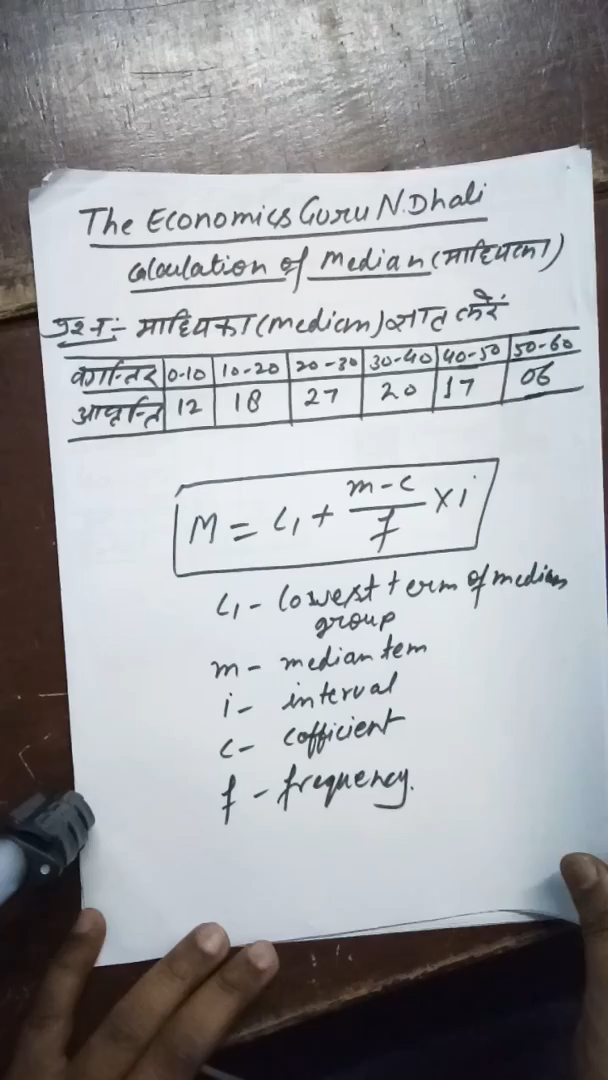 The Economics Guru N. Dhali
Calculation of Median (माध्यिका)
प्रश्न:- माध्यिका (median) ज्ञात करें
वर्गान्तर 0-10 10-20 20-30 30-40 40-50 50-60
आवृत्ति 12 18 27 20 17 06
M = L₁ + (m-c)/f × i
L₁ - lowest term of median
group
m - median tem
i - interval
c - cofficient
f - frequency.